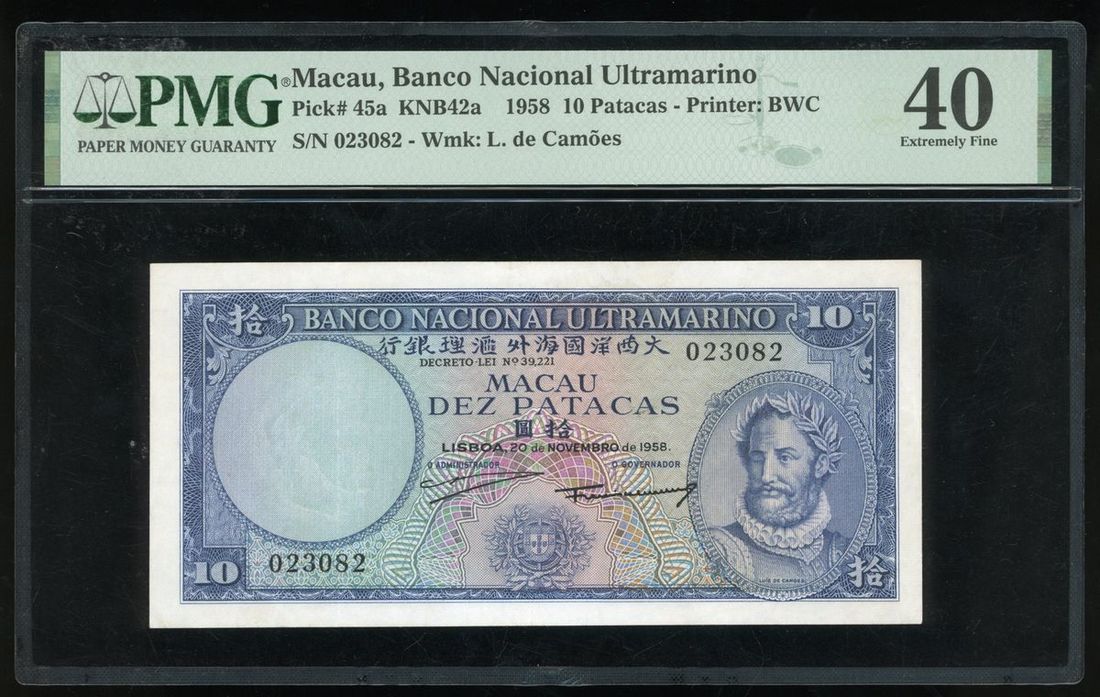 PMG®
PAPER MONEY GUARANTY
Macau, Banco Nacional Ultramarino
Pick# 45a KNB42a 1958 10 Patacas - Printer: BWC
S/N 023082 - Wmk: L. de Camões
40
Extremely Fine
拾 BANCO NACIONAL ULTRAMARINO 10
行銀理滙外海國洋西大 023082
DECRETO-LEI Nº 39,221
MACAU
DEZ PATACAS
圓拾
LISBOA, 20 de NOVEMBRO de 1958.
O ADMINISTRADOR O GOVERNADOR
023082
LUIS DE CAMÕES
10 拾